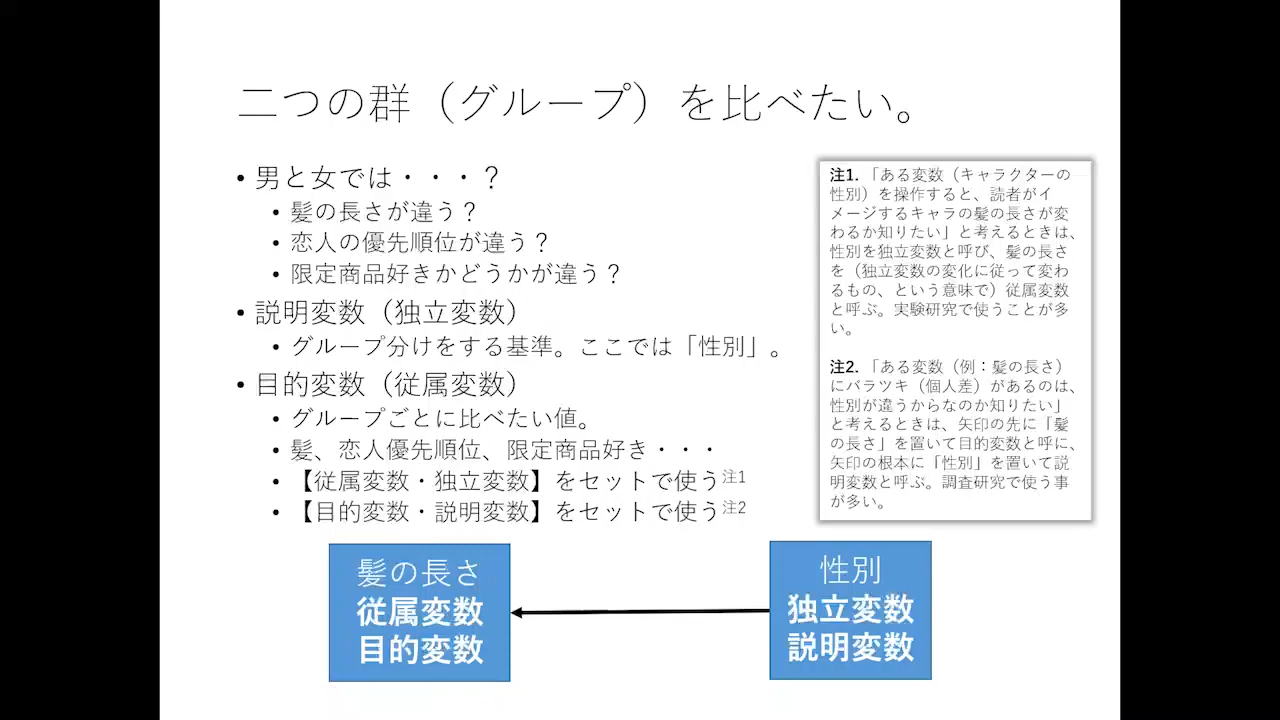 二つの群（グループ）を比べたい。
• 男と女では・・・？
• 髪の長さが違う？
• 恋人の優先順位が違う？
• 限定商品好きかどうかが違う？
• 説明変数（独立変数）
• グループ分けをする基準。ここでは「性別」。
• 目的変数（従属変数）
• グループごとに比べたい値。
• 髪、恋人優先順位、限定商品好き・・・
• 【従属変数・独立変数】をセットで使う注1
• 【目的変数・説明変数】をセットで使う注2
注1. 「ある変数（キャラクターの
性別）を操作すると、読者がイ
メージするキャラの髪の長さが変
わるか知りたい」と考えるときは、
性別を独立変数と呼び、髪の長さ
を（独立変数の変化に従って変わ
るもの、という意味で）従属変数
と呼ぶ。実験研究で使うことが多
い。
注2. 「ある変数（例：髪の長さ）
にバラツキ（個人差）があるのは、
性別が違うからなのか知りたい」
と考えるときは、矢印の先に「髪
の長さ」を置いて目的変数と呼に、
矢印の根本に「性別」を置いて説
明変数と呼ぶ。調査研究で使う事
が多い。
髪の長さ
従属変数
目的変数
性別
独立変数
説明変数